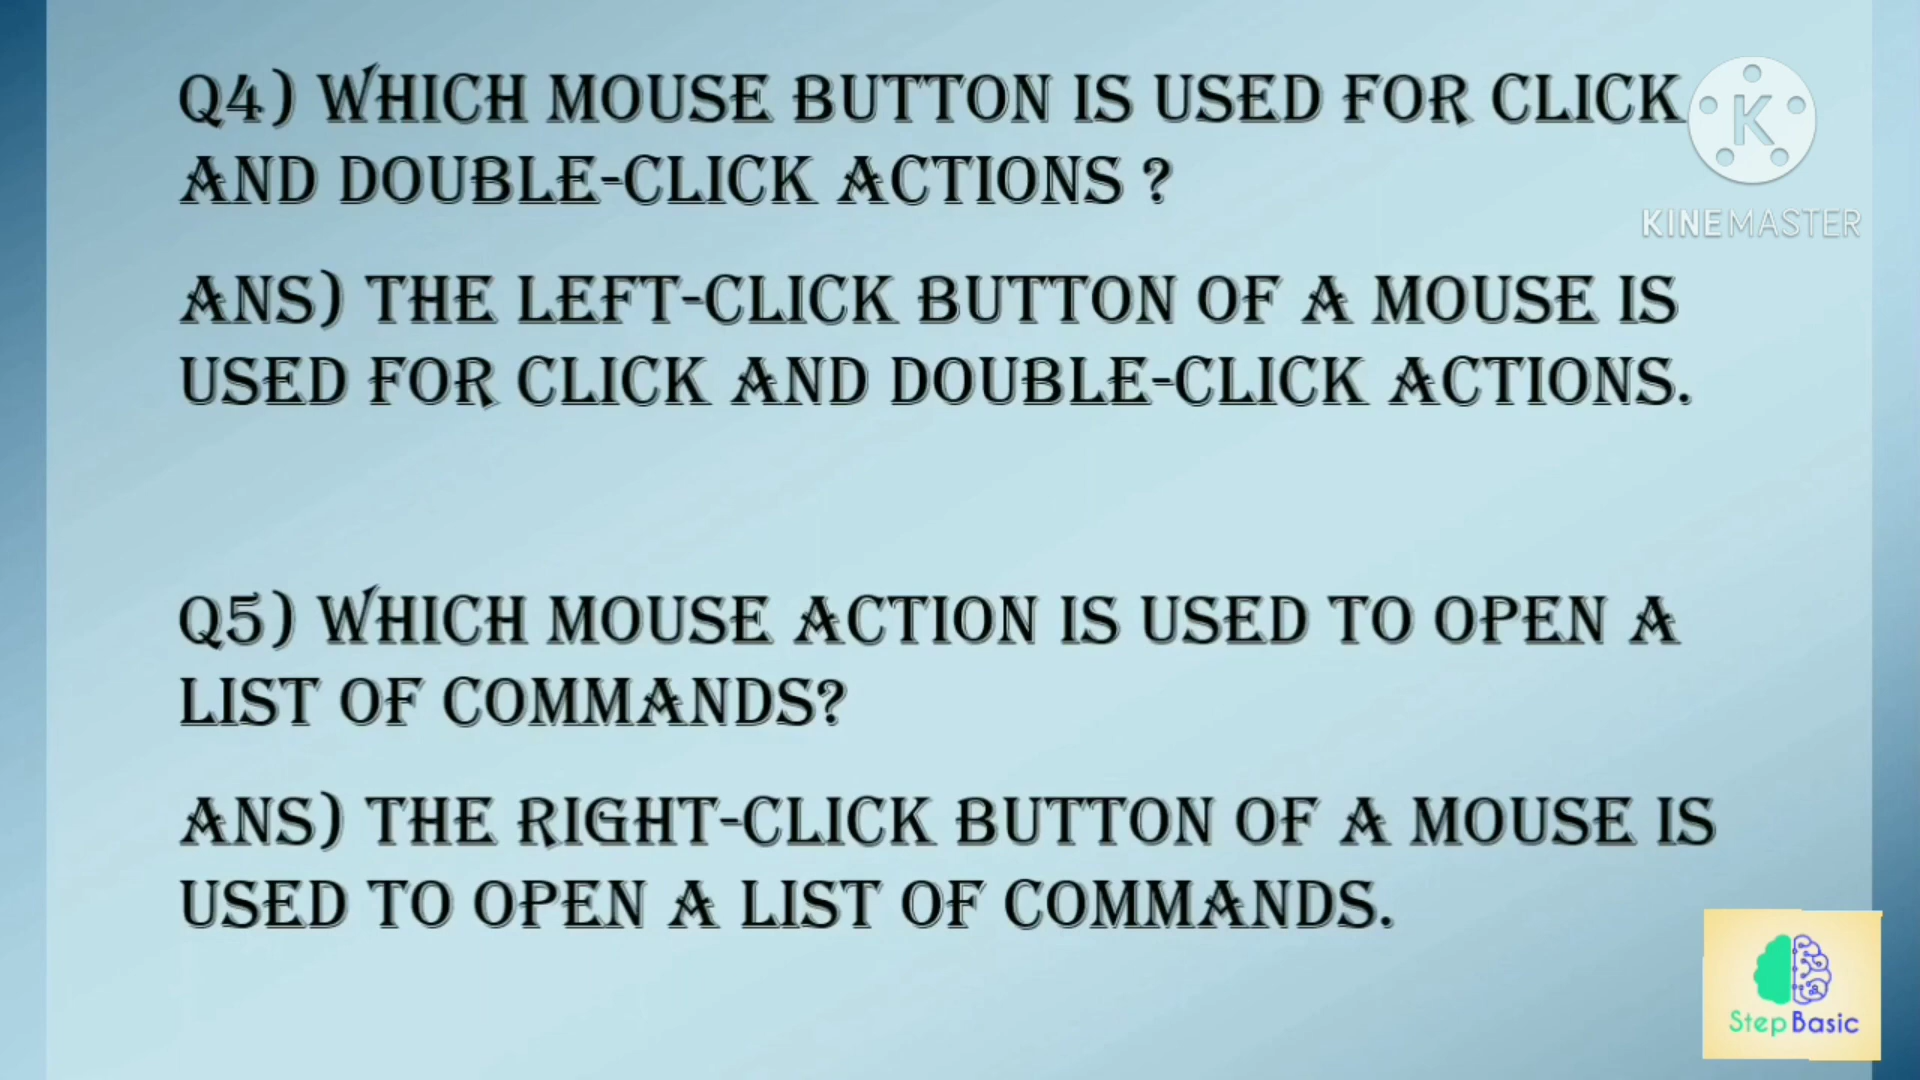 Q4) WHICH MOUSE BUTTON IS USED FOR CLICK
AND DOUBLE-CLICK ACTIONS ?
ANS) THE LEFT-CLICK BUTTON OF A MOUSE IS
USED FOR CLICK AND DOUBLE-CLICK ACTIONS.
Q5) WHICH MOUSE ACTION IS USED TO OPEN A
LIST OF COMMANDS?
ANS) THE RIGHT-CLICK BUTTON OF A MOUSE IS
USED TO OPEN A LIST OF COMMANDS.
K
KINEMASTER
Step Basic